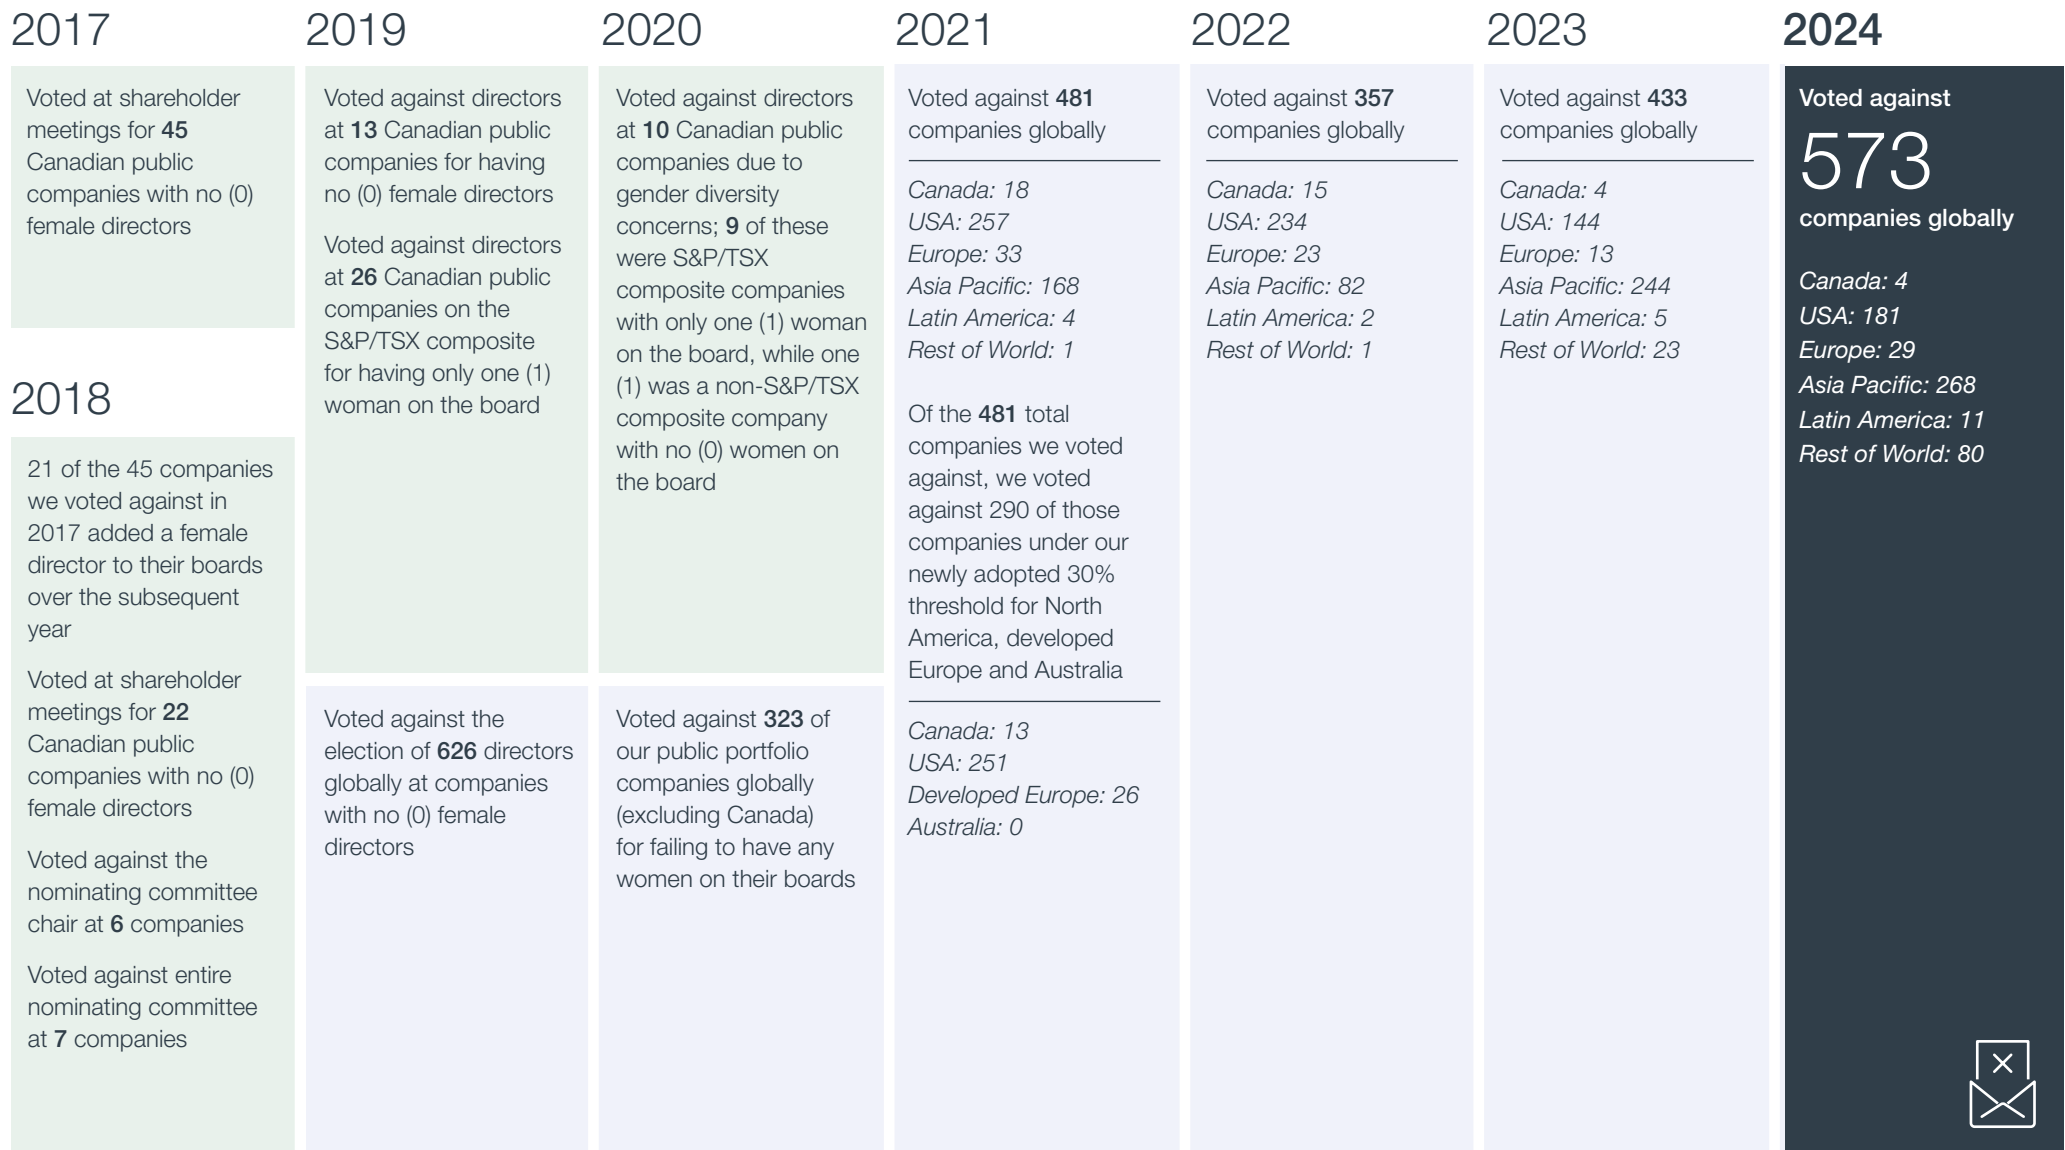 2017
Voted at shareholder
meetings for 45
Canadian public
companies with no (0)
female directors
2018
21 of the 45 companies
we voted against in
2017 added a female
director to their boards
over the subsequent
year
Voted at shareholder
meetings for 22
Canadian public
companies with no (0)
female directors
Voted against the
nominating committee
chair at 6 companies
Voted against entire
nominating committee
at 7 companies
2019
Voted against directors
at 13 Canadian public
companies for having
no (0) female directors
Voted against directors
at 26 Canadian public
companies on the
S&P/TSX composite
for having only one (1)
woman on the board
Voted against the
election of 626 directors
globally at companies
with no (0) female
directors
2020
Voted against directors
at 10 Canadian public
companies due to
gender diversity
concerns; 9 of these
were S&P/TSX
composite companies
with only one (1) woman
on the board, while one
(1) was a non-S&P/TSX
composite company
with no (0) women on
the board
Voted against 323 of
our public portfolio
companies globally
(excluding Canada)
for failing to have any
women on their boards
2021
Voted against 481
companies globally
Canada: 18
USA: 257
Europe: 33
Asia Pacific: 168
Latin America: 4
Rest of World: 1
Of the 481 total
companies we voted
against, we voted
against 290 of those
companies under our
newly adopted 30%
threshold for North
America, developed
Europe and Australia
Canada: 13
USA: 251
Developed Europe: 26
Australia: 0
2022
Voted against 357
companies globally
Canada: 15
USA: 234
Europe: 23
Asia Pacific: 82
Latin America: 2
Rest of World: 1
2023
Voted against 433
companies globally
Canada: 4
USA: 144
Europe: 13
Asia Pacific: 244
Latin America: 5
Rest of World: 23
2024
Voted against
573
companies globally
Canada: 4
USA: 181
Europe: 29
Asia Pacific: 268
Latin America: 11
Rest of World: 80